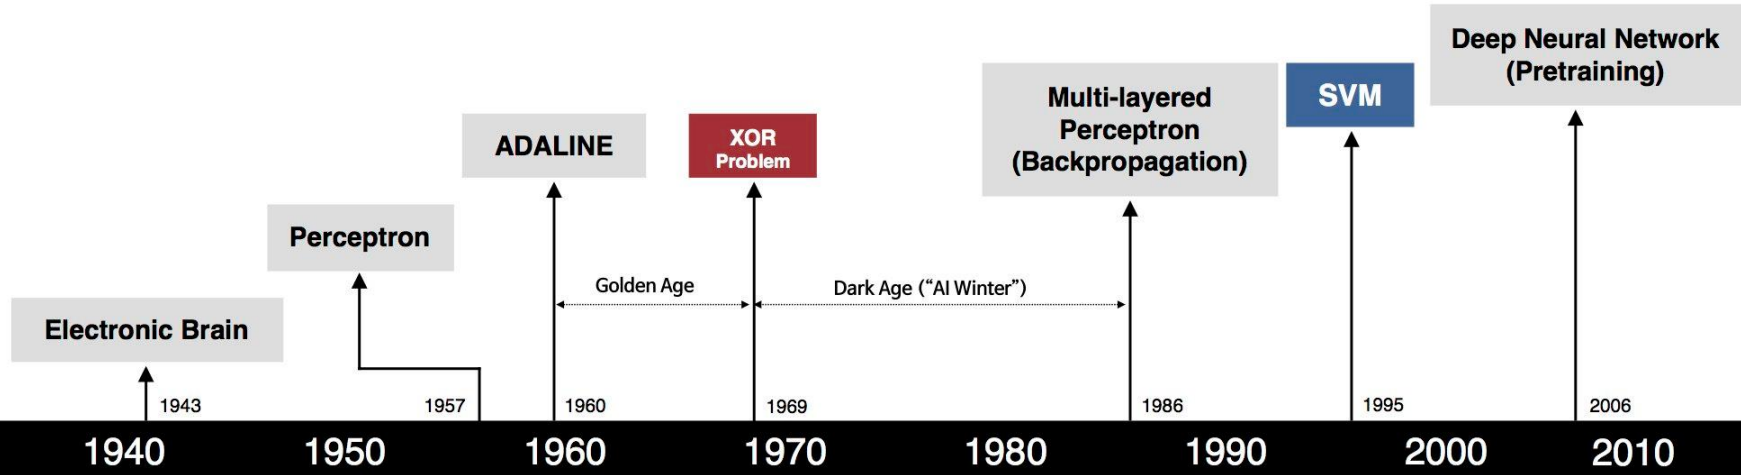 Deep Neural Network
(Pretraining)
Multi-layered
Perceptron
(Backpropagation)
SVM
ADALINE
XOR
Problem
Perceptron
Golden Age
Dark Age (“AI Winter”)
Electronic Brain
1943
1957
1960
1969
1986
1995
2006
1940
1950
1960
1970
1980
1990
2000
2010